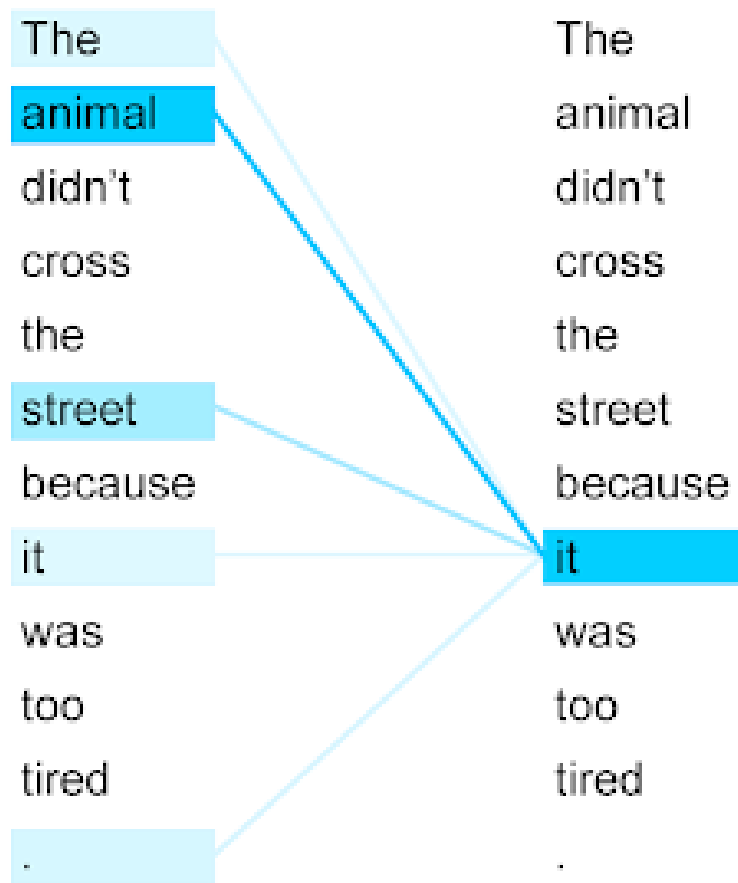 The
animal
didn't
cross
the
street
because
it
was
too
tired
.
The
animal
didn't
cross
the
street
because
it
was
too
tired
.